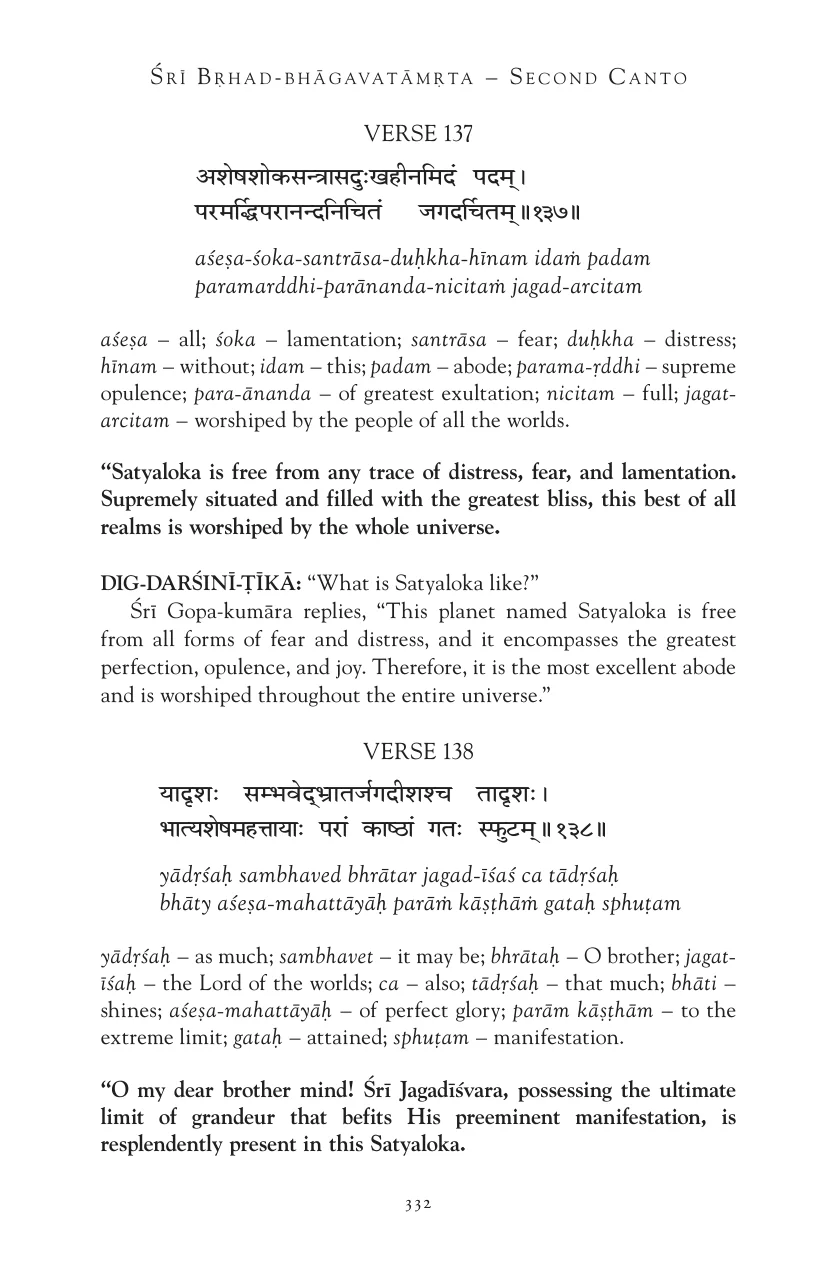 ŚRĪ BṚHAD-BHĀGAVATĀMṚTA – SECOND CANTO
VERSE 137
अशेषशोकसन्त्रासदुःखहीनमिदं पदम्।
परमर्द्धिपरानन्दनिचितं जगदर्चितम्॥१३७॥
aśeṣa-śoka-santrāsa-duḥkha-hīnam idaṁ padam
paramarddhi-parānanda-nicitaṁ jagad-arcitam
aśeṣa – all; śoka – lamentation; santrāsa – fear; duḥkha – distress;
hīnam – without; idam – this; padam – abode; parama-ṛddhi – supreme
opulence; para-ānanda – of greatest exultation; nicitam – full; jagat-
arcitam – worshiped by the people of all the worlds.
“Satyaloka is free from any trace of distress, fear, and lamentation.
Supremely situated and filled with the greatest bliss, this best of all
realms is worshiped by the whole universe.
DIG-DARŚINĪ-ṬĪKĀ: “What is Satyaloka like?”
Śrī Gopa-kumāra replies, “This planet named Satyaloka is free
from all forms of fear and distress, and it encompasses the greatest
perfection, opulence, and joy. Therefore, it is the most excellent abode
and is worshiped throughout the entire universe.”
VERSE 138
यादृशः सम्भवेद्भ्रातर्जगदीशश्च तादृशः।
भात्यशेषमहत्तायाः परां काष्ठां गतः स्फुटम्॥१३८॥
yādṛśaḥ sambhaved bhrātar jagad-īśaś ca tādṛśaḥ
bhāty aśeṣa-mahattāyāḥ parāṁ kāṣṭhāṁ gataḥ sphuṭam
yādṛśaḥ – as much; sambhavet – it may be; bhrātaḥ – O brother; jagat-
īśaḥ – the Lord of the worlds; ca – also; tādṛśaḥ – that much; bhāti –
shines; aśeṣa-mahattāyāḥ – of perfect glory; parām kāṣṭhām – to the
extreme limit; gataḥ – attained; sphuṭam – manifestation.
“O my dear brother mind! Śrī Jagadīśvara, possessing the ultimate
limit of grandeur that befits His preeminent manifestation, is
resplendently present in this Satyaloka.
332